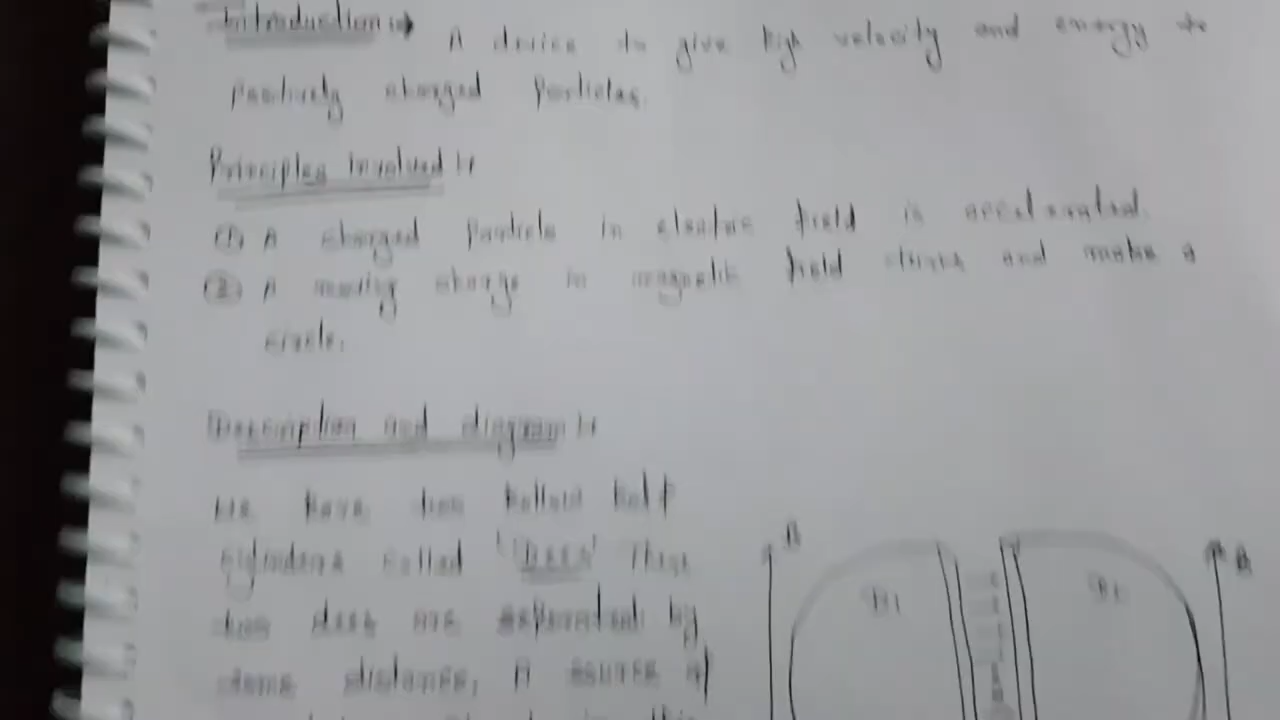 Introduction :→ A device to give high velocity and energy to
positively charged Particles.
Principles Involved :→
(1) A charged Particle in electric field is accelerated.
(2) A moving charge in magnetic field and make a
circle.
Description and diagram :→
We have two hollow half
cylinders called "Dees" These
two dees are separated by
some distance, A source of
B
D1
B